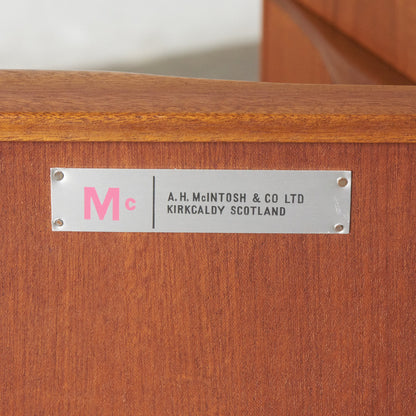 Mc
A.H. McINTOSH & CO LTD
KIRKCALDY SCOTLAND